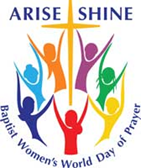 ARISE SHINE
Baptist Women's World Day of Prayer